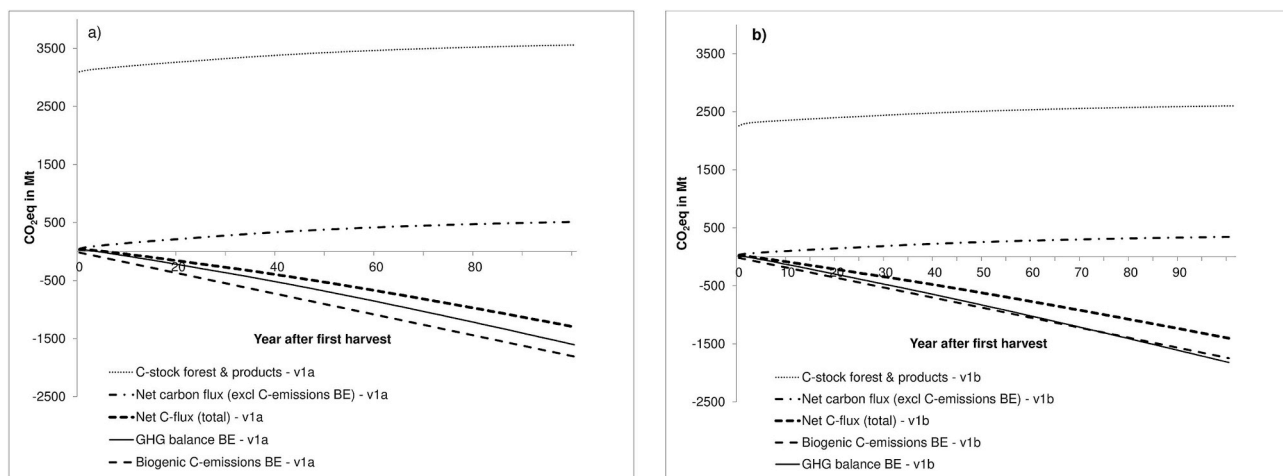 a)
3500
2500
1500
500
-500
-1500
-2500
CO₂eq in Mt
0 20 40 60 80
Year after first harvest
C-stock forest & products - v1a
Net carbon flux (excl C-emissions BE) - v1a
Net C-flux (total) - v1a
GHG balance BE - v1a
Biogenic C-emissions BE - v1a
b)
3500
2500
1500
500
-500
-1500
-2500
CO₂eq in Mt
0 10 20 30 40 50 60 70 80 90
Year after first harvest
C-stock forest & products - v1b
Net carbon flux (excl C-emissions BE) - v1b
Net C-flux (total) - v1b
Biogenic C-emissions BE - v1b
GHG balance BE - v1b